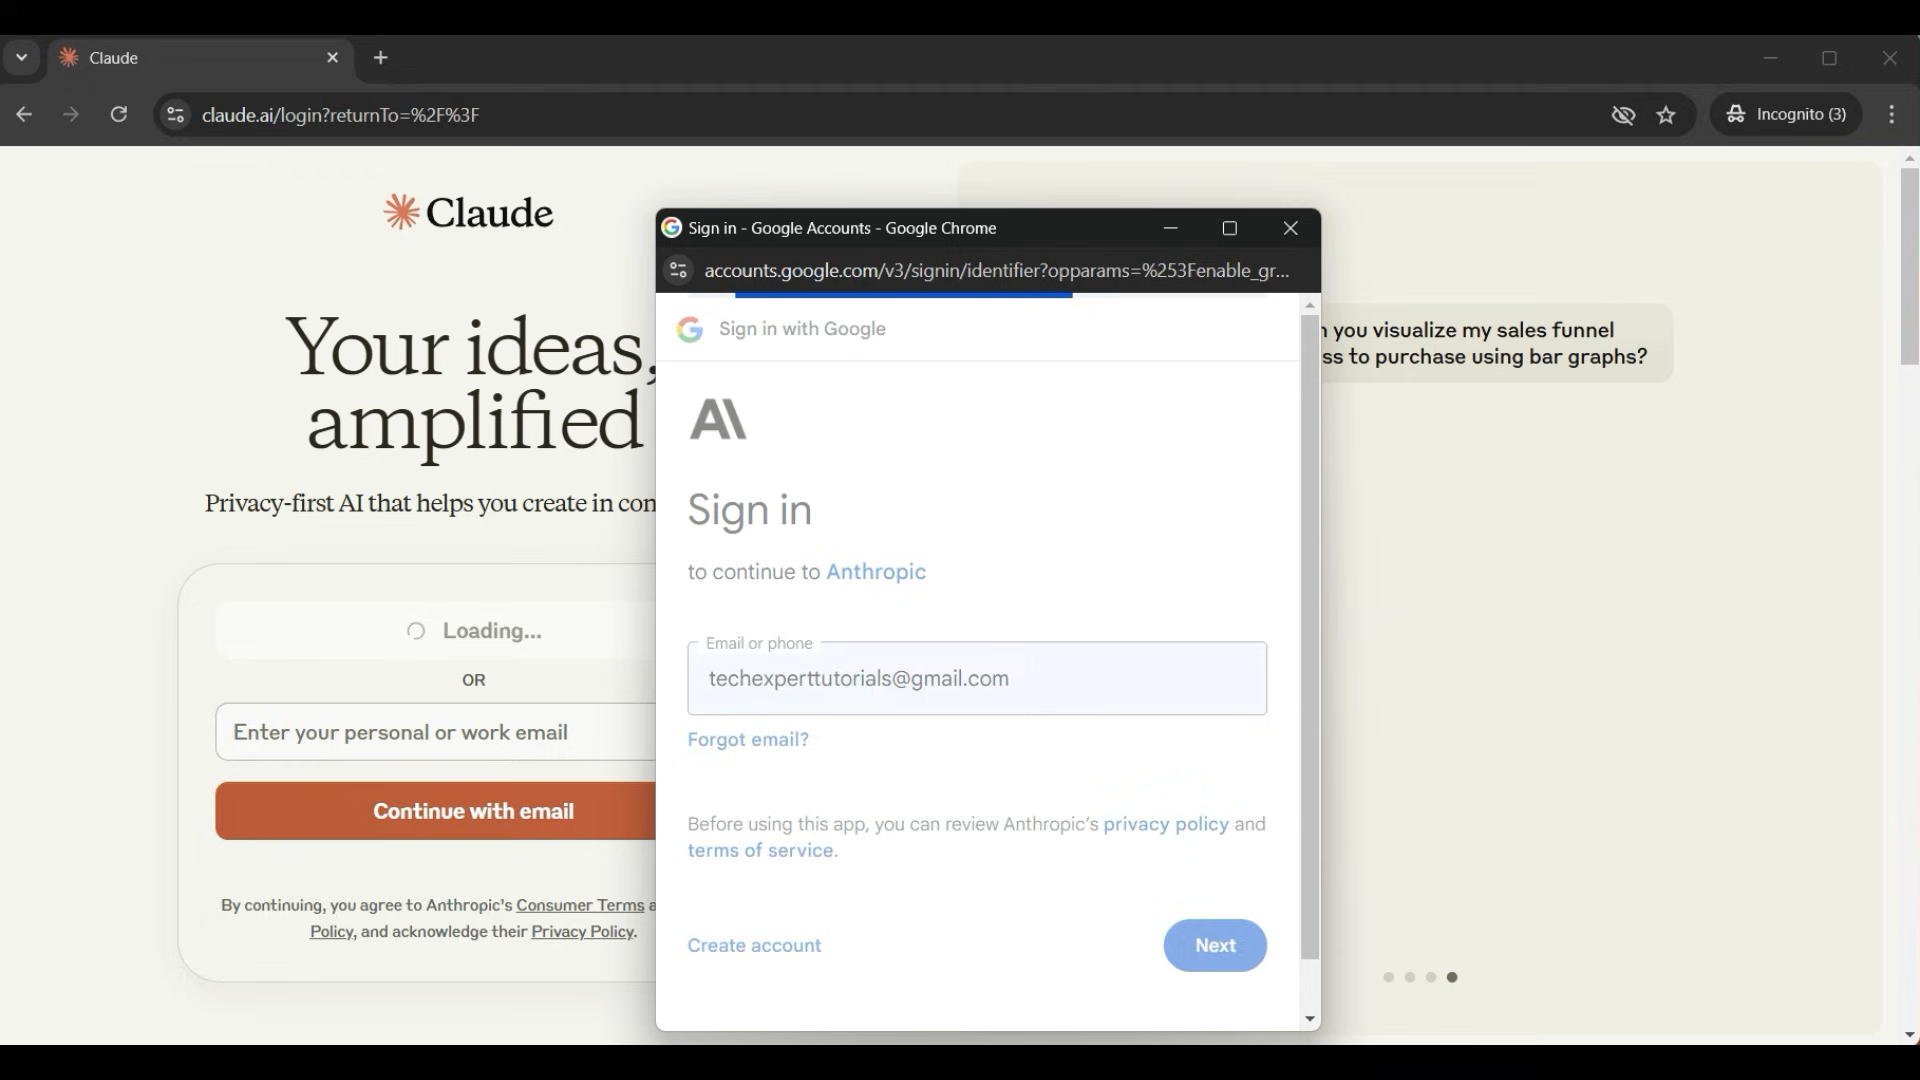 Claude
claude.ai/login?returnTo=%2F%3F
Incognito (3)
Claude
Your ideas,
amplified
Privacy-first AI that helps you create in
Loading...
OR
Enter your personal or work email
Continue with email
By continuing, you agree to Anthropic's Consumer Terms
Policy, and acknowledge their Privacy Policy.
Sign in - Google Accounts - Google Chrome
accounts.google.com/v3/signin/identifier?opparams=%253Fenable_gr...
Sign in with Google
A\
Sign in
to continue to Anthropic
Email or phone
techexperttutorials@gmail.com
Forgot email?
Before using this app, you can review Anthropic's privacy policy and
terms of service.
Create account
Next
you visualize my sales funnel
to purchase using bar graphs?